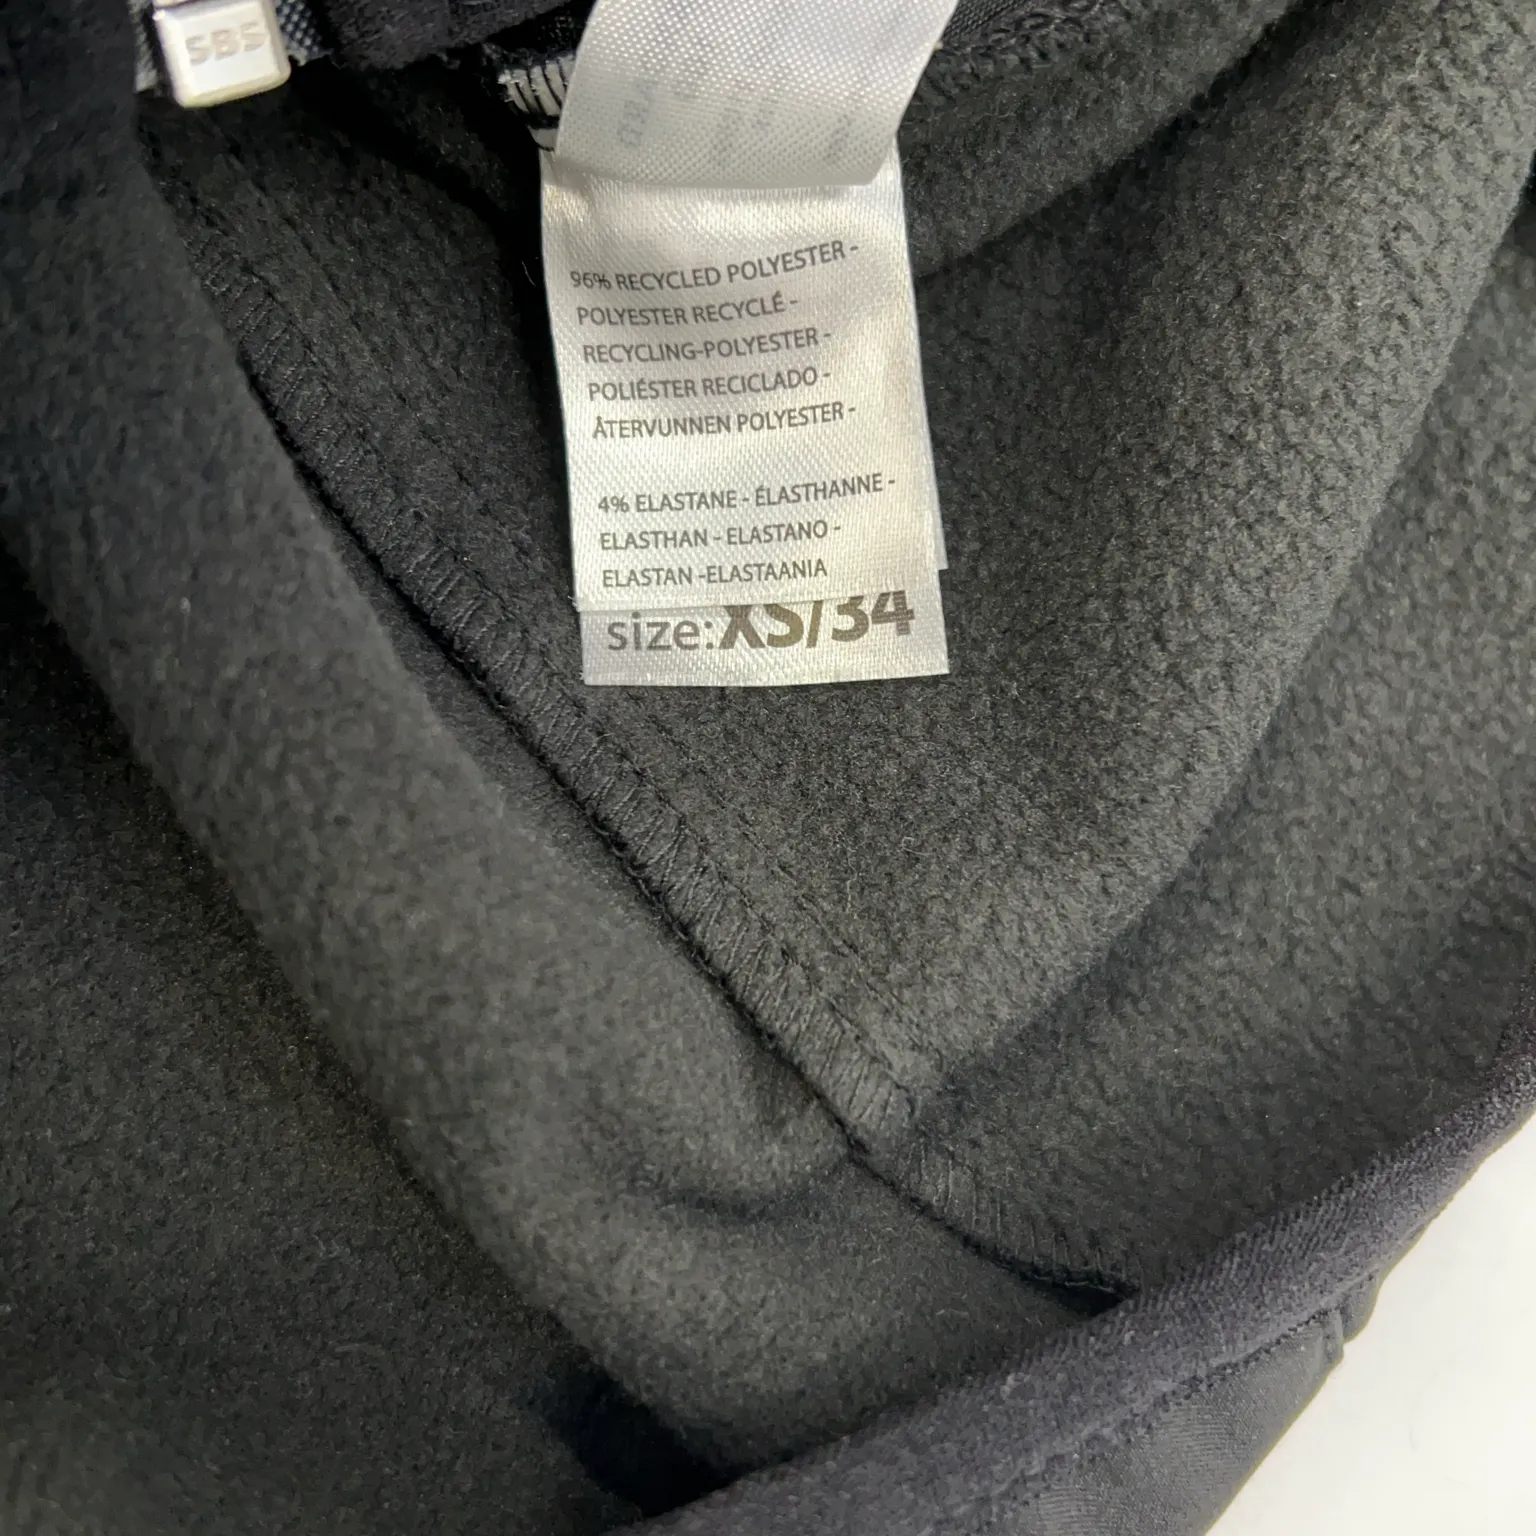 SBS
96% RECYCLED POLYESTER -
POLYESTER RECYCLÉ -
RECYCLING-POLYESTER -
POLIÉSTER RECICLADO -
ÅTERVUNNEN POLYESTER -
4% ELASTANE - ÉLASTHANNE -
ELASTHAN - ELASTANO -
ELASTAN -ELASTAANIA
size:XS/34